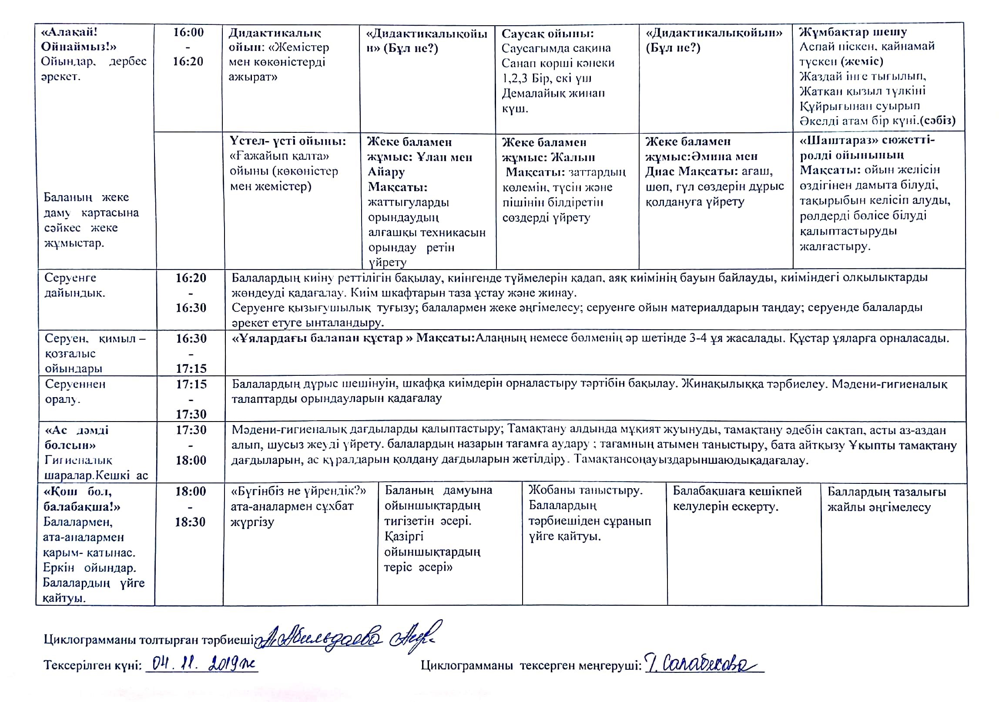 «Алақай!
Ойнаймыз!»
Ойындар, дербес
әрекет.
16:00
-
16:20
Дидактикалық
ойын: «Жемістер
мен көкөністерді
ажырат»
«Дидактикалықойы
н» (Бұл не?)
Саусақ ойыны:
Саусағымда сақина
Санап көрші кәнеки
1,2,3 Бір, екі үш
Демалайық жинап
күш.
«Дидактикалықойын»
(Бұл не?)
Жұмбақтар шешу
Аспай піскен, қайнамай
түскен (жеміс)
Жаздай інге тығылып,
Жатқан қызыл түлкіні
Құйрығынан суырып
Әкелді атам бір күні.(сәбіз)
Баланың жеке
даму картасына
сәйкес жеке
жұмыстар.
Үстел- үсті ойыны:
«Ғажайып қалта»
ойыны (көкөністер
мен жемістер)
Жеке баламен
жұмыс: Ұлан мен
Айару
Мақсаты:
жаттығуларды
орындаудың
алғашқы техникасын
орындау ретін
үйрету
Жеке баламен
жұмыс: Жалын
Мақсаты: заттардың
көлемін, түсін және
пішінін білдіретін
сөздерді үйрету
Жеке баламен
жұмыс:Әмина мен
Диас Мақсаты: ағаш,
шөп, гүл сөздерін дұрыс
қолдануға үйрету
«Шаштараз» сюжетті-
рөлді ойынының
Мақсаты: ойын желісін
өздігінен дамыта білуді,
тақырыбын келісіп алуды,
рөлдерді бөлісе білуді
қалыптастыруды
жалғастыру.
Серуенге
дайындық.
16:20
-
16:30
Балалардың киіну реттілігін бақылау, киінгенде түймелерін қадап, аяқ киімінің бауын байлауды, киіміндегі олқылықтарды
жөндеуді қадағалау. Киім шкафтарын таза ұстау және жинау.
Серуенге қызығушылық туғызу; балалармен жеке әңгімелесу; серуенге ойын материалдарын таңдау; серуенде балаларды
әрекет етуге ынталандыру.
Серуен, қимыл –
қозғалыс
ойындары
16:30
-
17:15
«Ұялардағы балапан құстар » Мақсаты:Алаңның немесе бөлменің әр шетінде 3-4 ұя жасалады. Құстар ұяларға орналасады.
Серуеннен
оралу.
17:15
-
17:30
Балалардың дұрыс шешінуін, шкафқа киімдерін орналастыру тәртібін бақылау. Жинақылыққа тәрбиелеу. Мәдени-гигиеналық
талаптарды орындауларын қадағалау
«Ас дәмді
болсын»
Гигиеналық
шаралар.Кешкі ас
17:30
-
18:00
Мәдени-гигиеналық дағдыларды қалыптастыру; Тамақтану алдында мұқият жуынуды, тамақтану әдебін сақтап, асты аз-аздан
алып, шусыз жеуді үйрету. балалардың назарын тағамға аудару ; тағамның атымен таныстыру, бата айтқызу Ұқыпты тамақтану
дағдыларын, ас құралдарын қолдану дағдыларын жетілдіру. Тамақтансоңауыздарыншаюдықадағалау.
«Қош бол,
балабақша!»
Балалармен,
ата-аналармен
қарым- қатынас.
Еркін ойындар.
Балалардың үйге
қайтуы.
18:00
-
18:30
«Бүгінбіз не үйрендік?»
ата-аналармен сұхбат
жүргізу
Баланың дамуына
ойыншықтардың
тигізетін әсері.
Қазіргі
ойыншықтардың
теріс әсері»
Жобаны таныстыру.
Балалардың
тәрбиешіден сұранып
үйге қайтуы.
Балабақшаға кешікпей
келулерін ескерту.
Баллардың тазалығы
жайлы әңгімелесу
Циклограмманы толтырған тәрбиеші: А. Абильдаева
Тексерілген күні: 04. 11. 2019ж
Циклограмманы тексерген меңгеруші: Т. Сапабекова